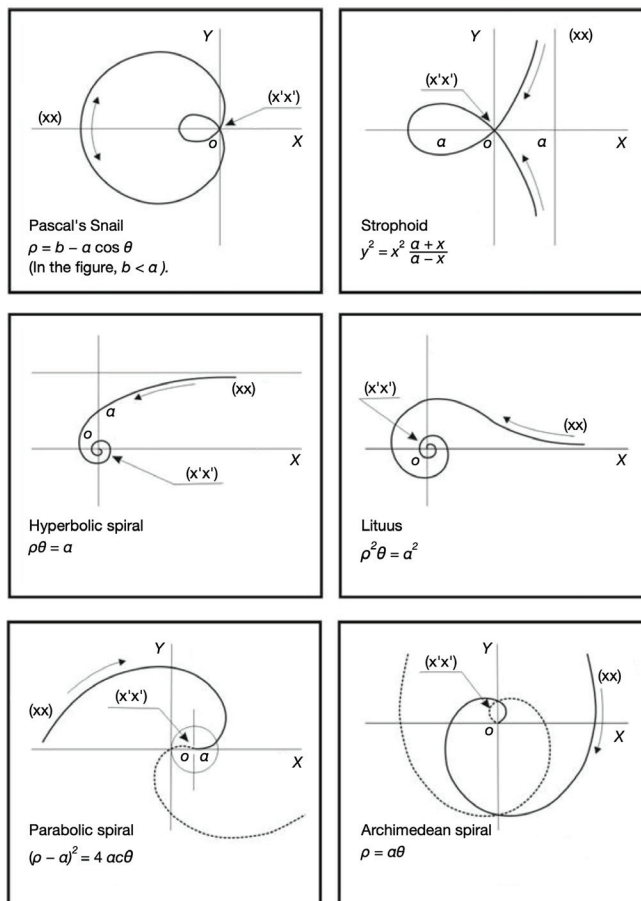 Y
(x'x')
(xx)
o
X
Pascal's Snail
ρ = b – a cos θ
(In the figure, b < a ).
Y
(xx)
(x'x')
a
o
a
X
Strophoid
y² = x² (a + x)/(a – x)
(xx)
a
o
X
(x'x')
Hyperbolic spiral
ρθ = a
(x'x')
(xx)
o
X
Lituus
ρ²θ = a²
Y
(xx)
(x'x')
o
a
X
Parabolic spiral
(ρ – a)² = 4 acθ
Y
(x'x')
(xx)
o
X
Archimedean spiral
ρ = aθ